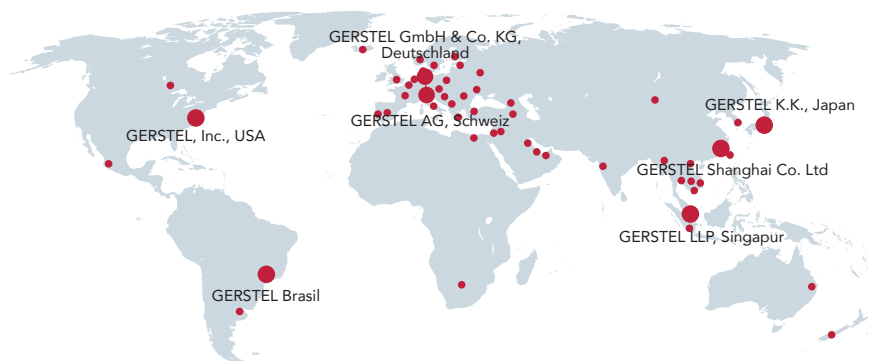 GERSTEL GmbH & Co. KG,
Deutschland
GERSTEL K.K., Japan
GERSTEL AG, Schweiz
GERSTEL, Inc., USA
GERSTEL Shanghai Co. Ltd
GERSTEL LLP, Singapur
GERSTEL Brasil